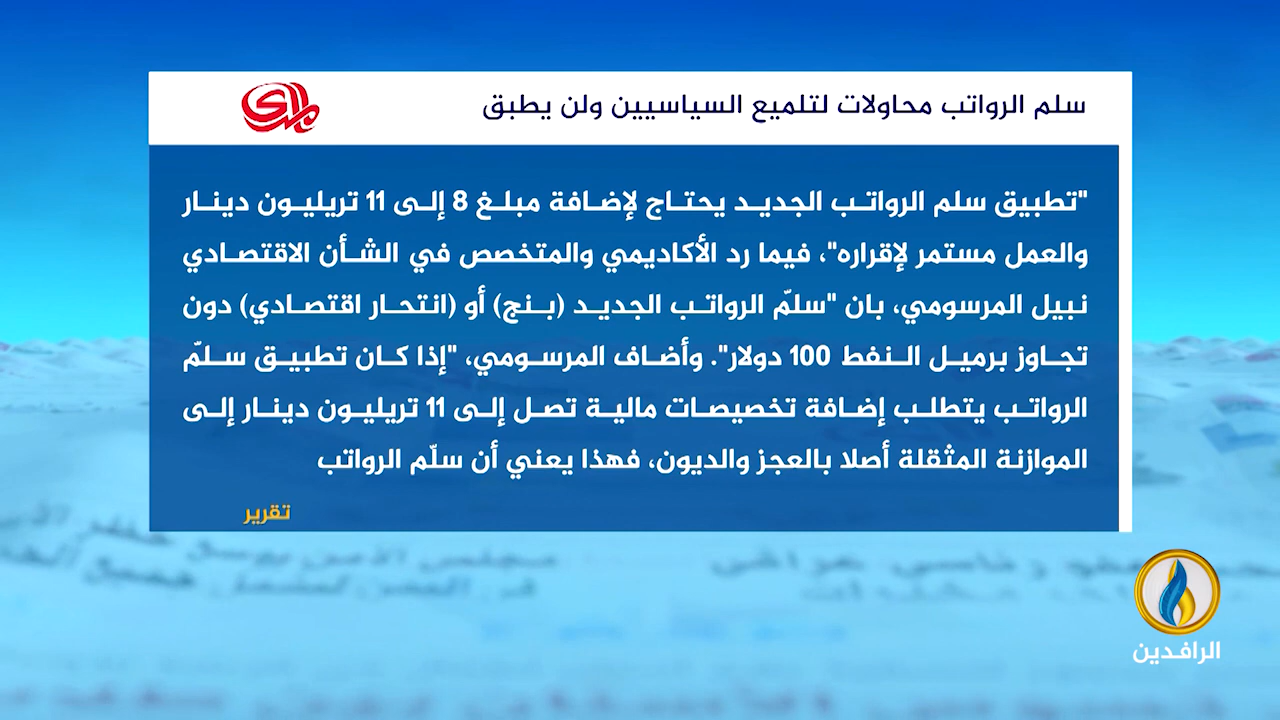 سلم الرواتب محاولات لتلميع السياسيين ولن يطبق
المدى
"تطبيق سلم الرواتب الجديد يحتاج لإضافة مبلغ 8 إلى 11 تريليون دينار
والعمل مستمر لإقراره"، فيما رد الأكاديمي والمتخصص في الشأن الاقتصادي
نبيل المرسومي، بان "سلّم الرواتب الجديد (بنج) أو (انتحار اقتصادي) دون
تجاوز برميل النفط 100 دولار". وأضاف المرسومي، "إذا كان تطبيق سلّم
الرواتب يتطلب إضافة تخصيصات مالية تصل إلى 11 تريليون دينار إلى
الموازنة المثقلة أصلا بالعجز والديون، فهذا يعني أن سلّم الرواتب
تقرير
الرافدين